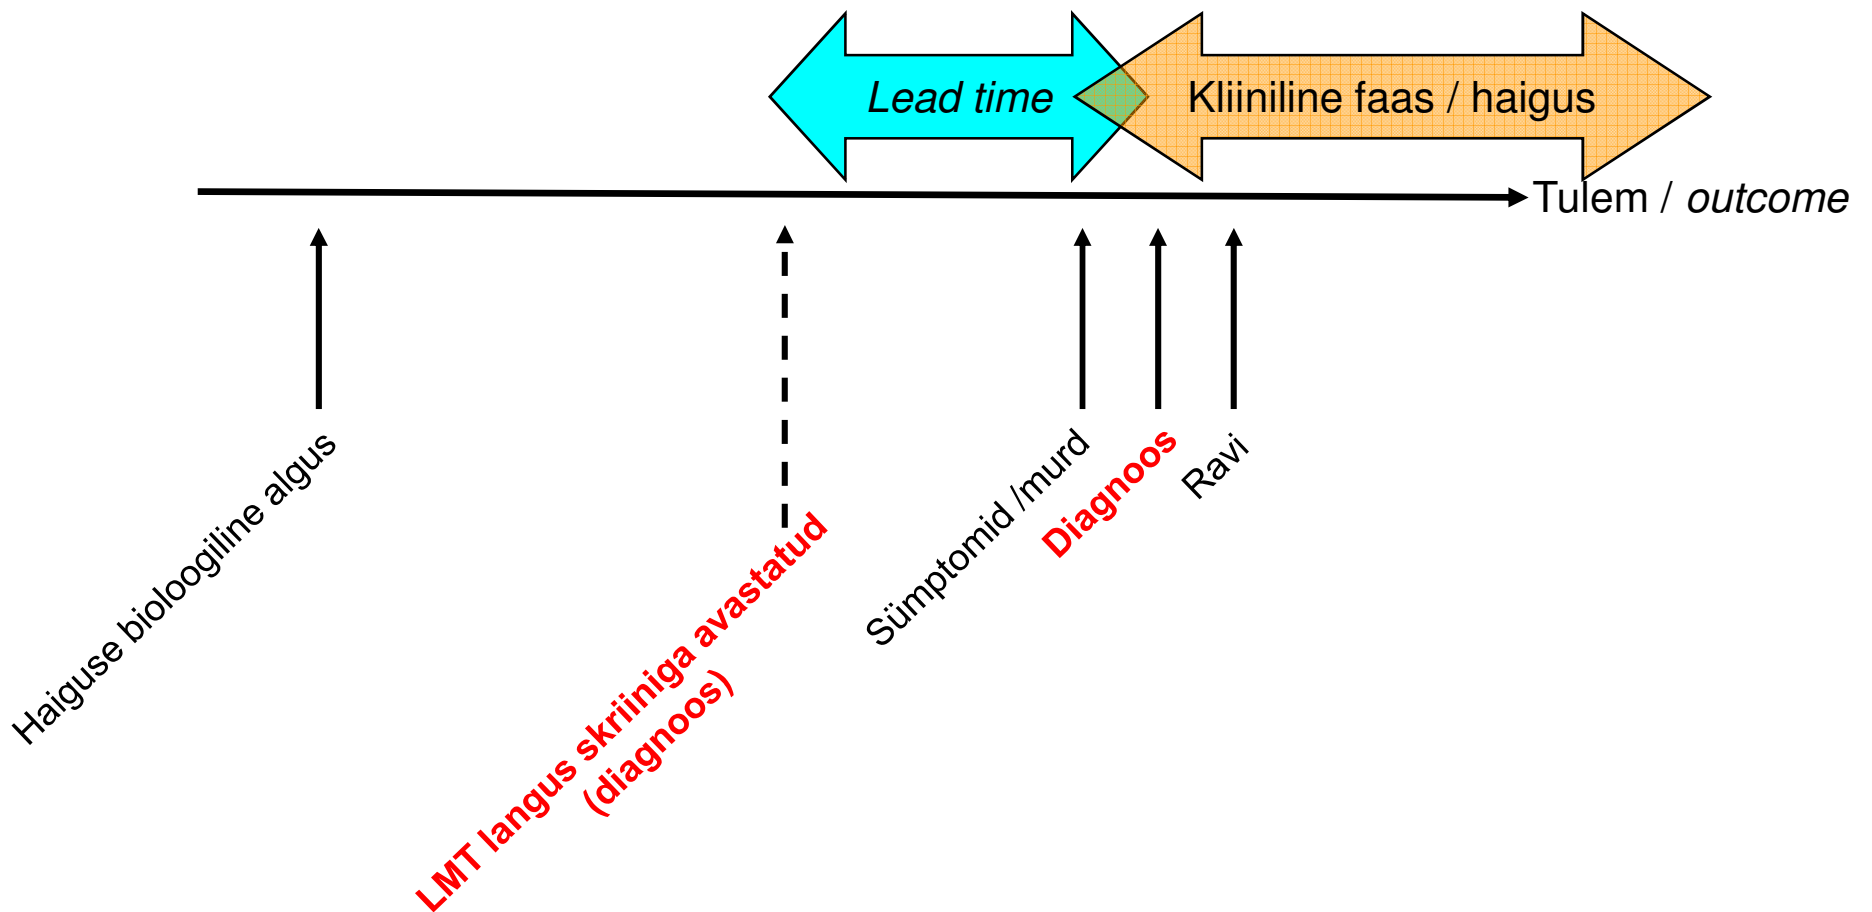 Lead time
Kliiniline faas / haigus
Tulem / outcome
Haiguse bioloogiline algus
LMT langus skriiniga avastatud
(diagnoos)
Sümptomid /murd
Diagnoos
Ravi